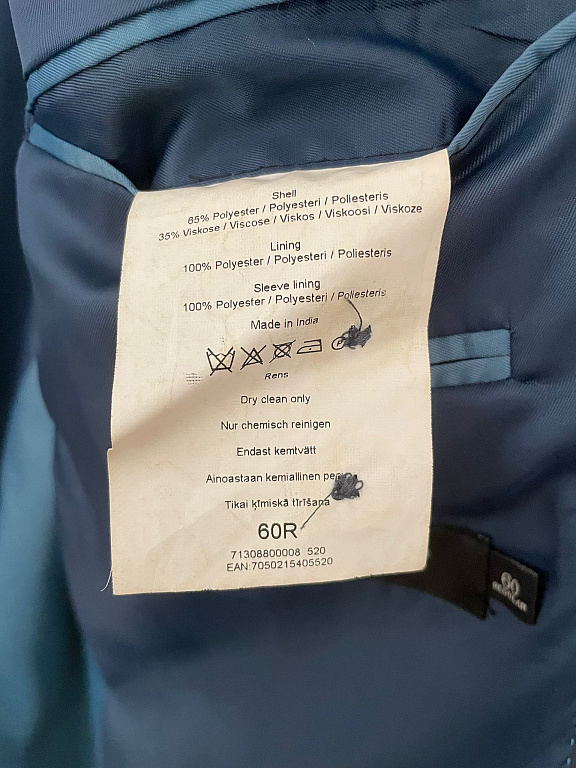 Shell
65% Polyester / Polyesteri / Poliesteris
35% Viskose / Viscose / Viskos / Viskoosi / Viskoze
Lining
100% Polyester / Polyesteri / Poliesteris
Sleeve lining
100% Polyester / Polyesteri / Poliesteris
Made in India
P
Rens
Dry clean only
Nur chemisch reinigen
Endast kemtvätt
Ainoastaan kemiallinen
Tikai ķīmiskā tīrīšana
60R
71308800008 520
EAN:7050215405520
60
REGULAR